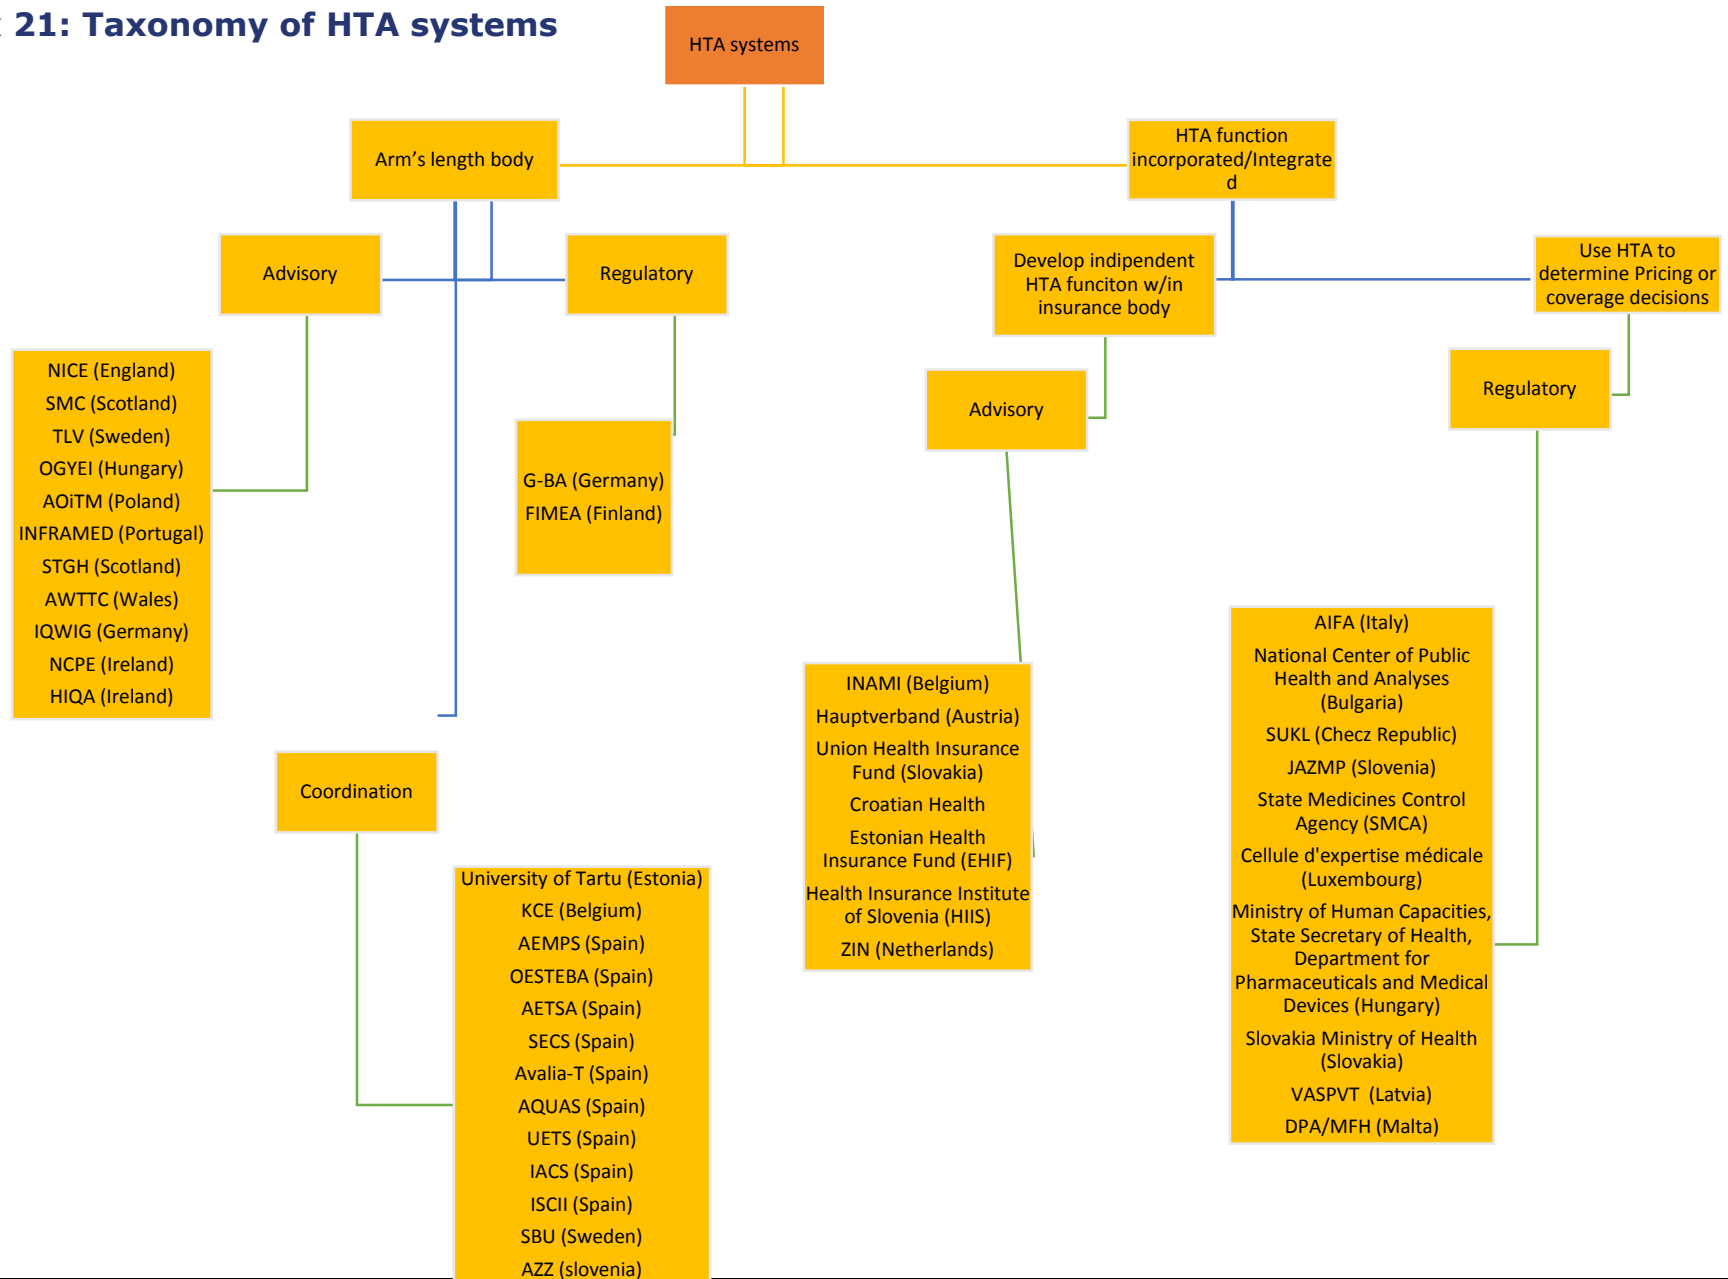 21: Taxonomy of HTA systems
HTA systems
Arm's length body
HTA function
incorporated/Integrate
d
Advisory
Regulatory
Develop indipendent
HTA funciton w/in
insurance body
Use HTA to
determine Pricing or
coverage decisions
NICE (England)
SMC (Scotland)
TLV (Sweden)
OGYEI (Hungary)
AOiTM (Poland)
INFRAMED (Portugal)
STGH (Scotland)
AWTTC (Wales)
IQWIG (Germany)
NCPE (Ireland)
HIQA (Ireland)
G-BA (Germany)
FIMEA (Finland)
Advisory
Regulatory
Coordination
University of Tartu (Estonia)
KCE (Belgium)
AEMPS (Spain)
OESTEBA (Spain)
AETSA (Spain)
SECS (Spain)
Avalia-T (Spain)
AQUAS (Spain)
UETS (Spain)
IACS (Spain)
ISCII (Spain)
SBU (Sweden)
AZZ (slovenia)
INAMI (Belgium)
Hauptverband (Austria)
Union Health Insurance
Fund (Slovakia)
Croatian Health
Estonian Health
Insurance Fund (EHIF)
Health Insurance Institute
of Slovenia (HIIS)
ZIN (Netherlands)
AIFA (Italy)
National Center of Public
Health and Analyses
(Bulgaria)
SUKL (Checz Republic)
JAZMP (Slovenia)
State Medicines Control
Agency (SMCA)
Cellule d'expertise médicale
(Luxembourg)
Ministry of Human Capacities,
State Secretary of Health,
Department for
Pharmaceuticals and Medical
Devices (Hungary)
Slovakia Ministry of Health
(Slovakia)
VASPVT  (Latvia)
DPA/MFH (Malta)